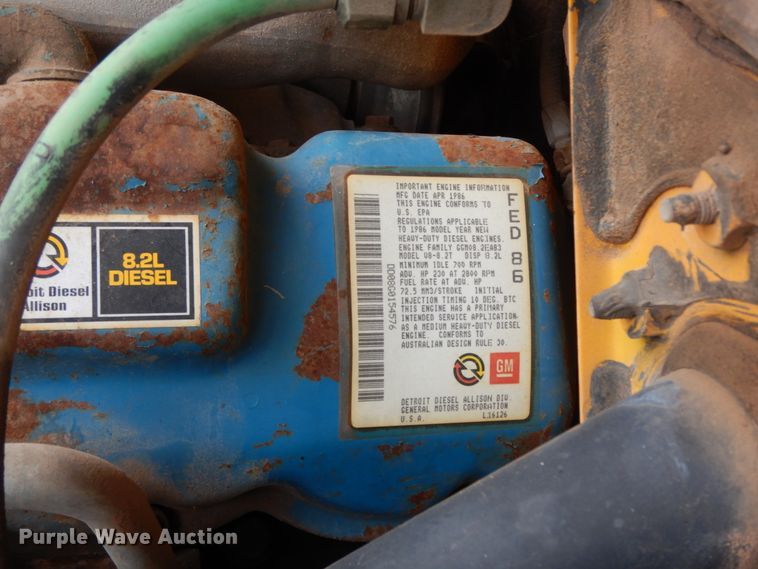 8.2L
DIESEL
Detroit Diesel
Allison
IMPORTANT ENGINE INFORMATION
MFG DATE APR 1986
THIS ENGINE CONFORMS TO
U.S. EPA
REGULATIONS APPLICABLE
TO 1986 MODEL YEAR NEW
HEAVY-DUTY DIESEL ENGINES.
ENGINE FAMILY GGM08.2EAB3
MODEL V8-8.2T DISP 8.2L
MINIMUM IDLE 700 RPM
ADV. HP 230 AT 2800 RPM
FUEL RATE AT ADV. HP
72.5 MM3/STROKE INITIAL
INJECTION TIMING 10 DEG. BTC
THIS ENGINE HAS A PRIMARY
INTENDED SERVICE APPLICATION
AS A MEDIUM HEAVY-DUTY DIESEL
ENGINE. CONFORMS TO
AUSTRALIAN DESIGN RULE 30.
GM
DETROIT DIESEL ALLISON DIV.
GENERAL MOTORS CORPORATION
U.S.A. L16126
FED 86
DD08BG0154576
Purple Wave Auction